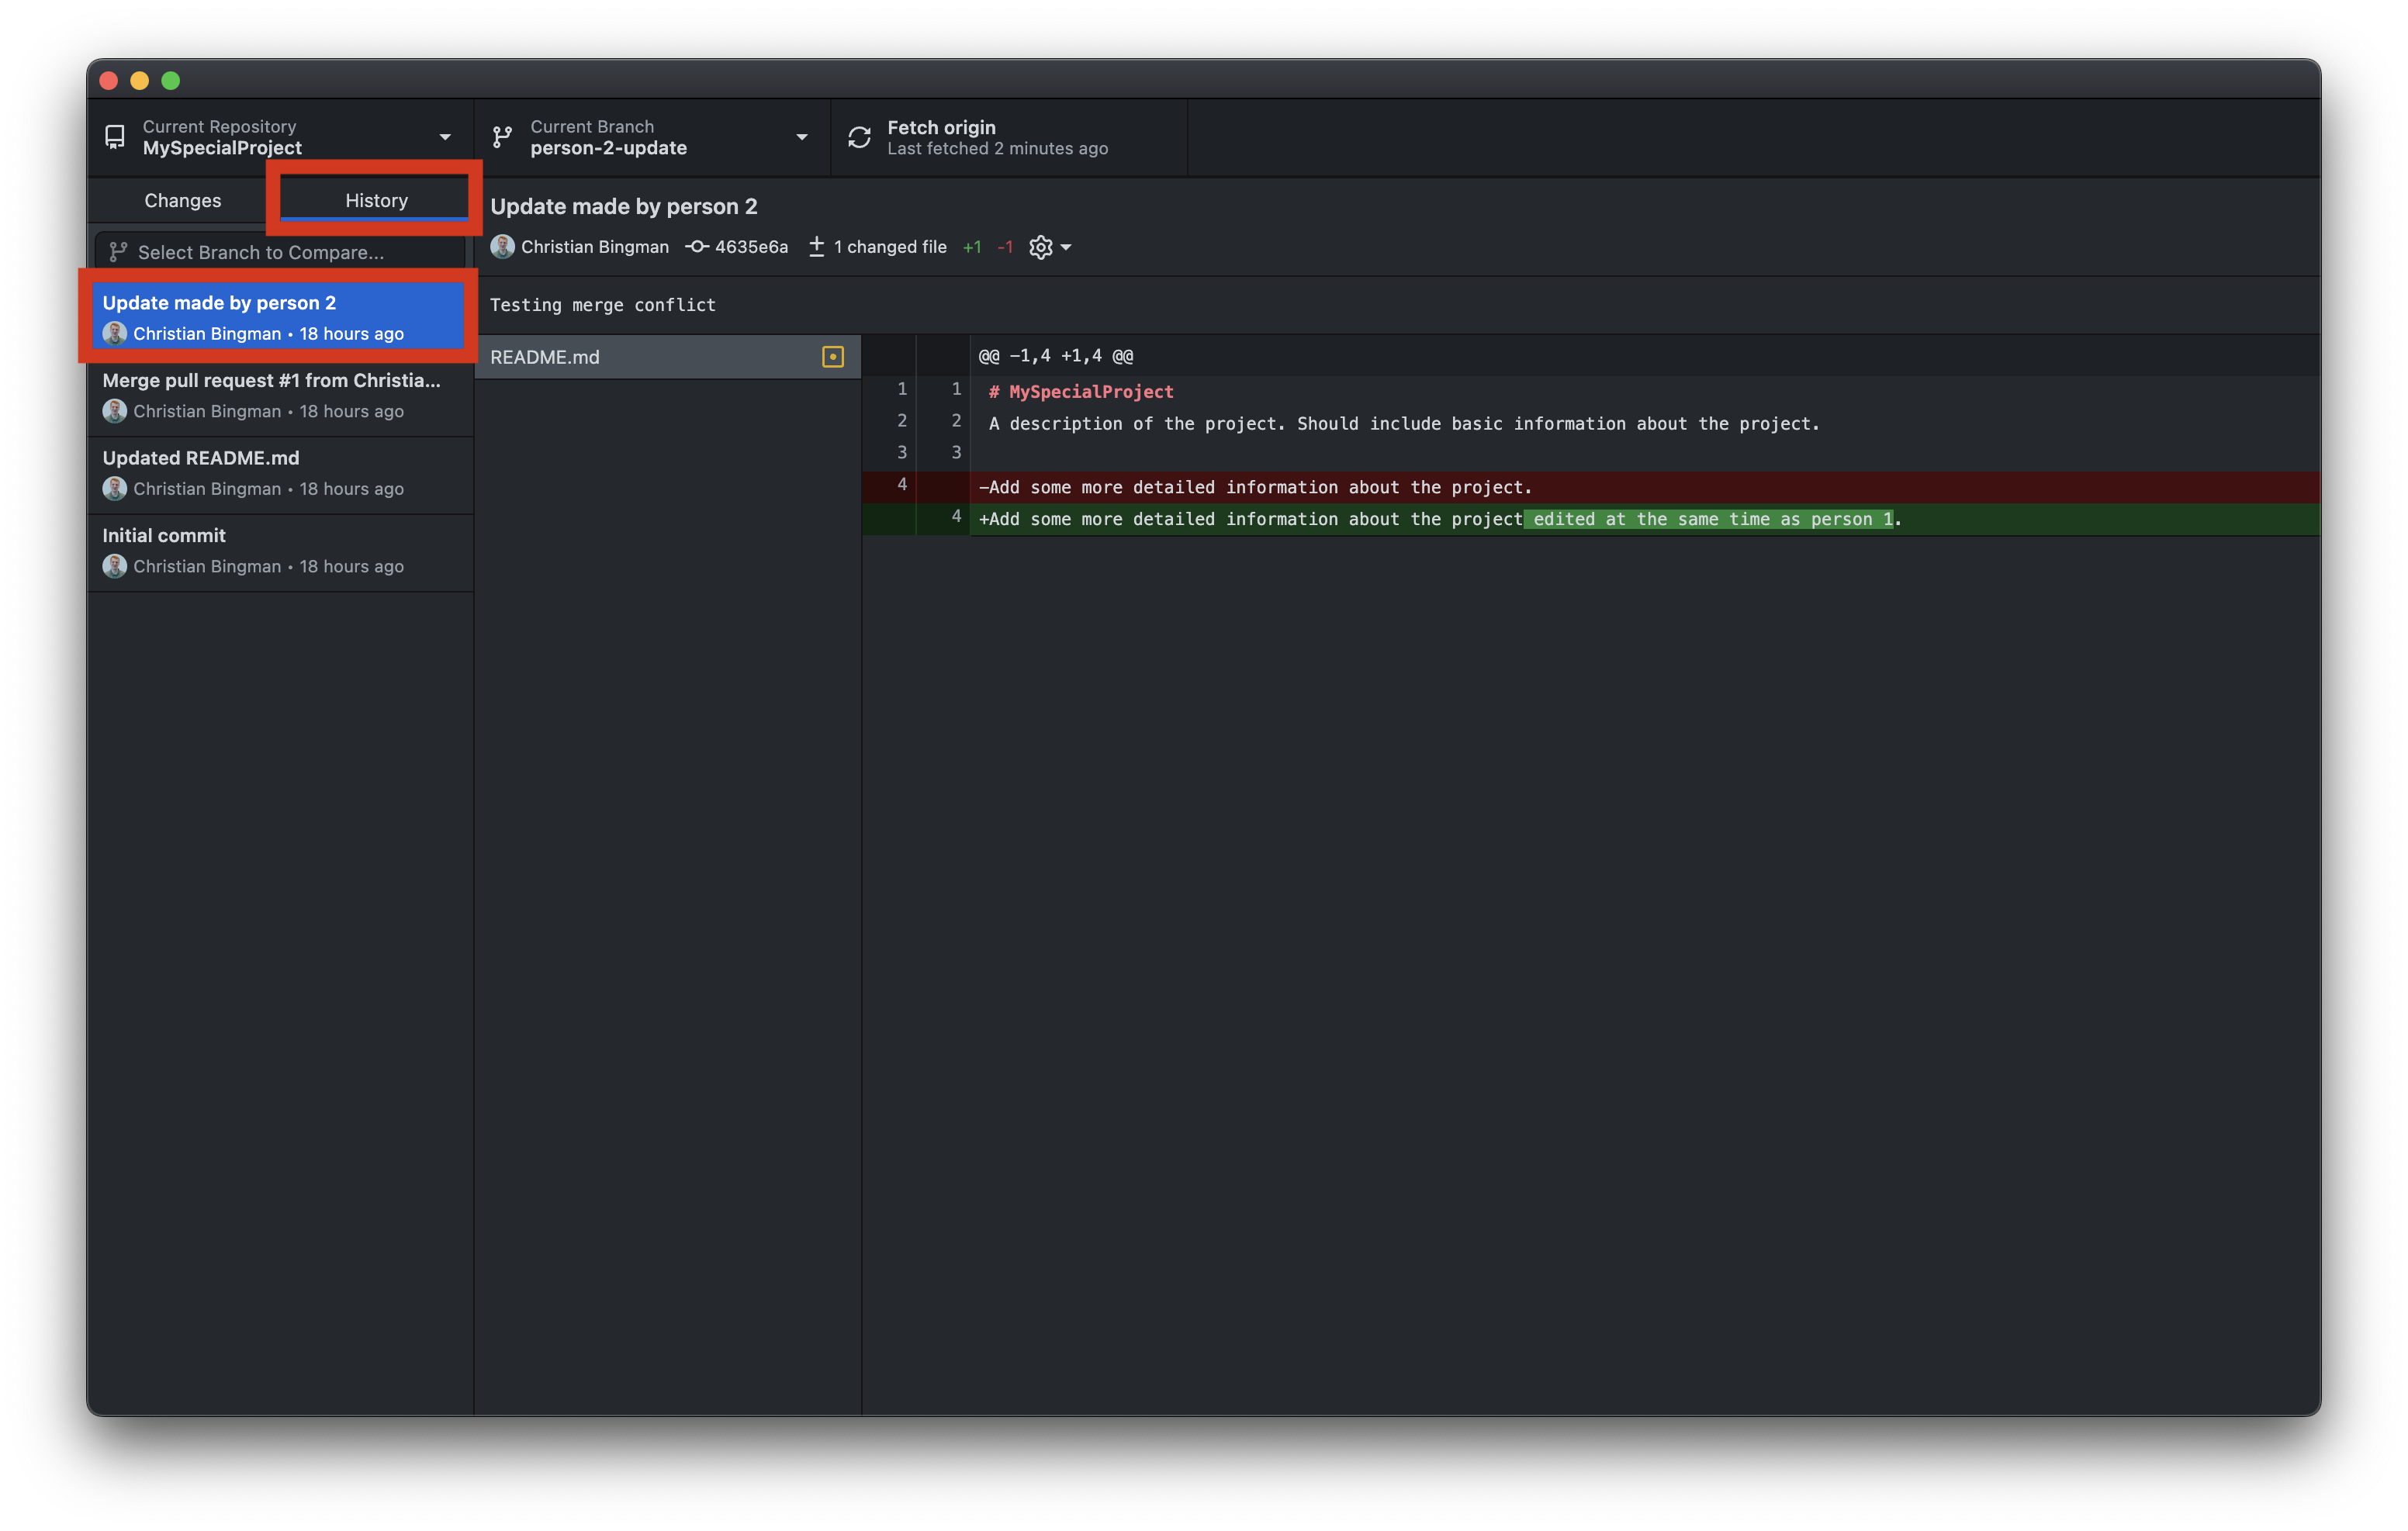 Current Repository
MySpecialProject
Current Branch
person-2-update
Fetch origin
Last fetched 2 minutes ago
Changes
History
Select Branch to Compare...
Update made by person 2
Christian Bingman • 18 hours ago
Merge pull request #1 from Christia...
Christian Bingman • 18 hours ago
Updated README.md
Christian Bingman • 18 hours ago
Initial commit
Christian Bingman • 18 hours ago
Update made by person 2
Christian Bingman 4635e6a ± 1 changed file +1 -1
Testing merge conflict
README.md
@@ -1,4 +1,4 @@
1 1 # MySpecialProject
2 2 A description of the project. Should include basic information about the project.
3 3
4 -Add some more detailed information about the project.
4 +Add some more detailed information about the project edited at the same time as person 1.